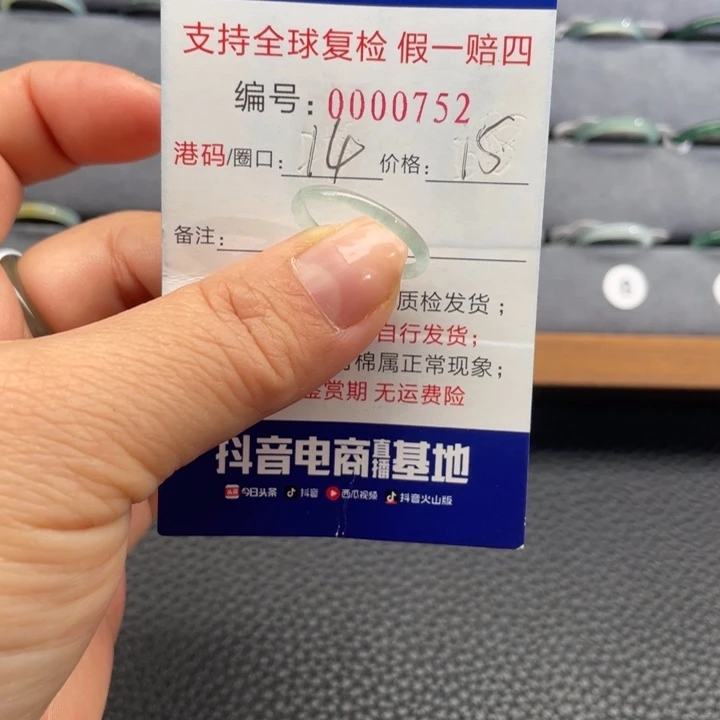 支持全球复检 假一赔四
编号：0000752
港码/圈口：14 价格：15
备注：
质检发货；
自行发货；
棉属正常现象；
鉴赏期 无运费险
抖音电商直播基地
头条 今日头条 抖音 西瓜视频 抖音火山版